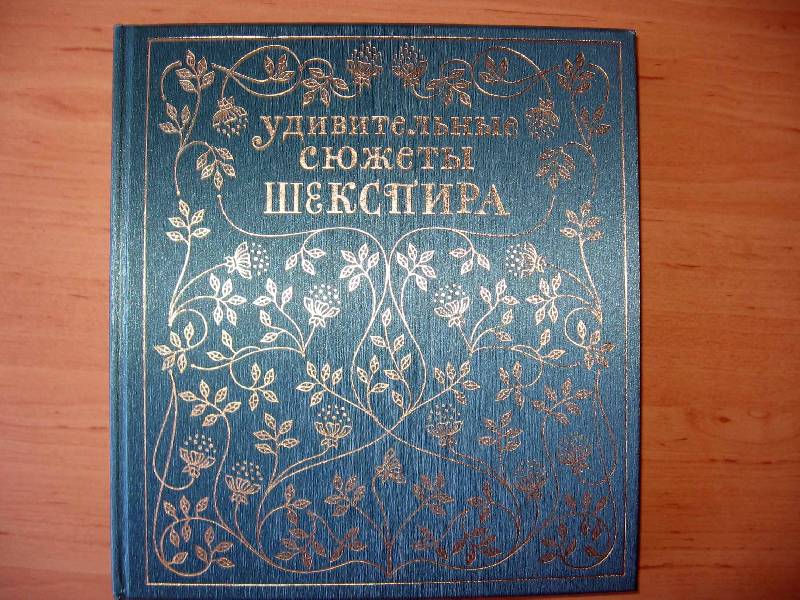 Удивительные
сюжеты
Шекспира